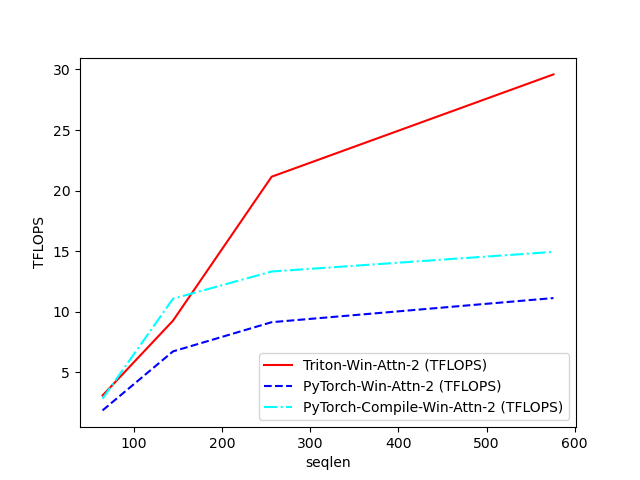 30
25
20
15
10
5
TFLOPS
100 200 300 400 500 600
seqlen
Triton-Win-Attn-2 (TFLOPS)
PyTorch-Win-Attn-2 (TFLOPS)
PyTorch-Compile-Win-Attn-2 (TFLOPS)